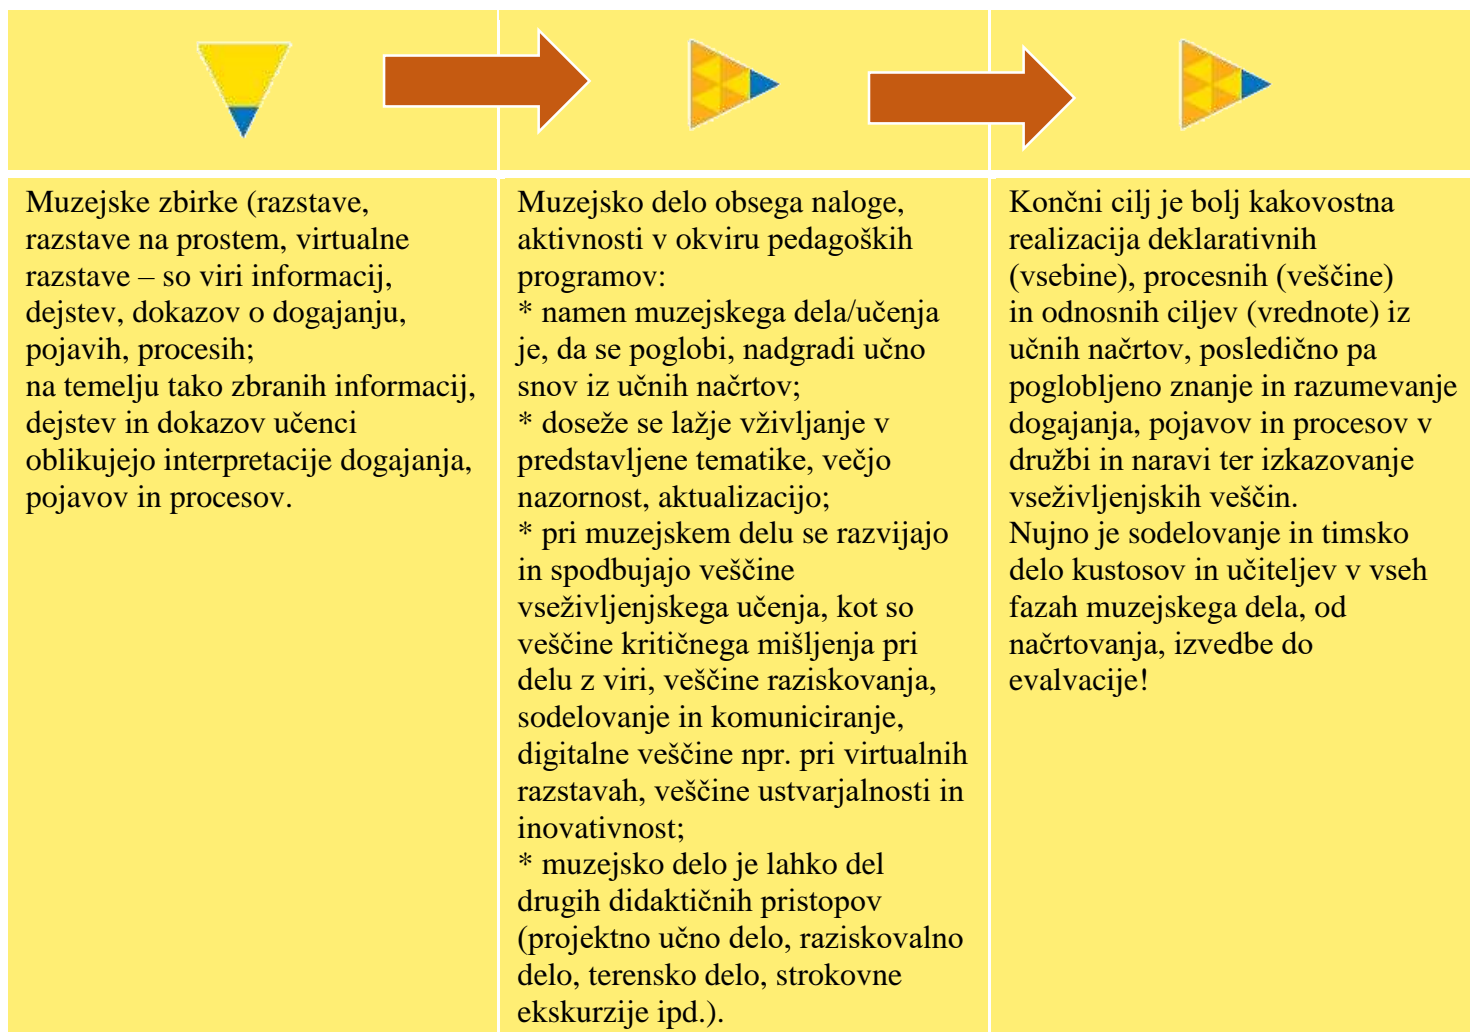 Muzejske zbirke (razstave,
razstave na prostem, virtualne
razstave – so viri informacij,
dejstev, dokazov o dogajanju,
pojavih, procesih;
na temelju tako zbranih informacij,
dejstev in dokazov učenci
oblikujejo interpretacije dogajanja,
pojavov in procesov.
Muzejsko delo obsega naloge,
aktivnosti v okviru pedagoških
programov:
* namen muzejskega dela/učenja
je, da se poglobi, nadgradi učno
snov iz učnih načrtov;
* doseže se lažje vživljanje v
predstavljene tematike, večjo
nazornost, aktualizacijo;
* pri muzejskem delu se razvijajo
in spodbujajo veščine
vseživljenjskega učenja, kot so
veščine kritičnega mišljenja pri
delu z viri, veščine raziskovanja,
sodelovanje in komuniciranje,
digitalne veščine npr. pri virtualnih
razstavah, veščine ustvarjalnosti in
inovativnost;
* muzejsko delo je lahko del
drugih didaktičnih pristopov
(projektno učno delo, raziskovalno
delo, terensko delo, strokovne
ekskurzije ipd.).
Končni cilj je bolj kakovostna
realizacija deklarativnih
(vsebine), procesnih (veščine)
in odnosnih ciljev (vrednote) iz
učnih načrtov, posledično pa
poglobljeno znanje in razumevanje
dogajanja, pojavov in procesov v
družbi in naravi ter izkazovanje
vseživljenjskih veščin.
Nujno je sodelovanje in timsko
delo kustosov in učiteljev v vseh
fazah muzejskega dela, od
načrtovanja, izvedbe do
evalvacije!